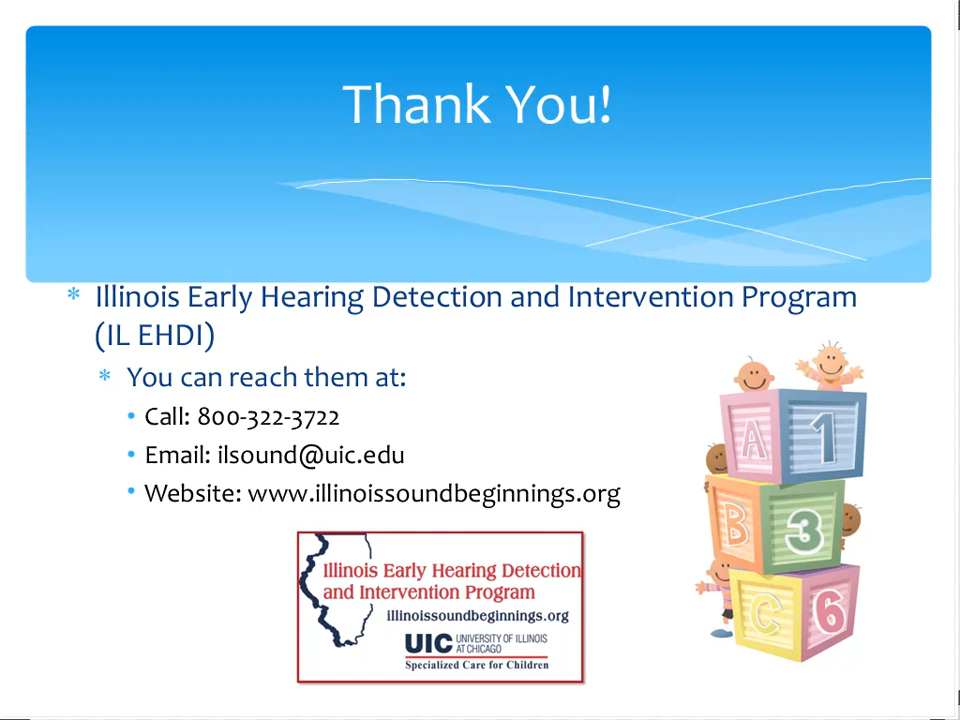 Thank You!
* Illinois Early Hearing Detection and Intervention Program
(IL EHDI)
* You can reach them at:
• Call: 800-322-3722
• Email: ilsound@uic.edu
• Website: www.illinoissoundbeginnings.org
Illinois Early Hearing Detection
and Intervention Program
illinoissoundbeginnings.org
UIC UNIVERSITY OF ILLINOIS
AT CHICAGO
Specialized Care for Children
A 1
B 3
C 6